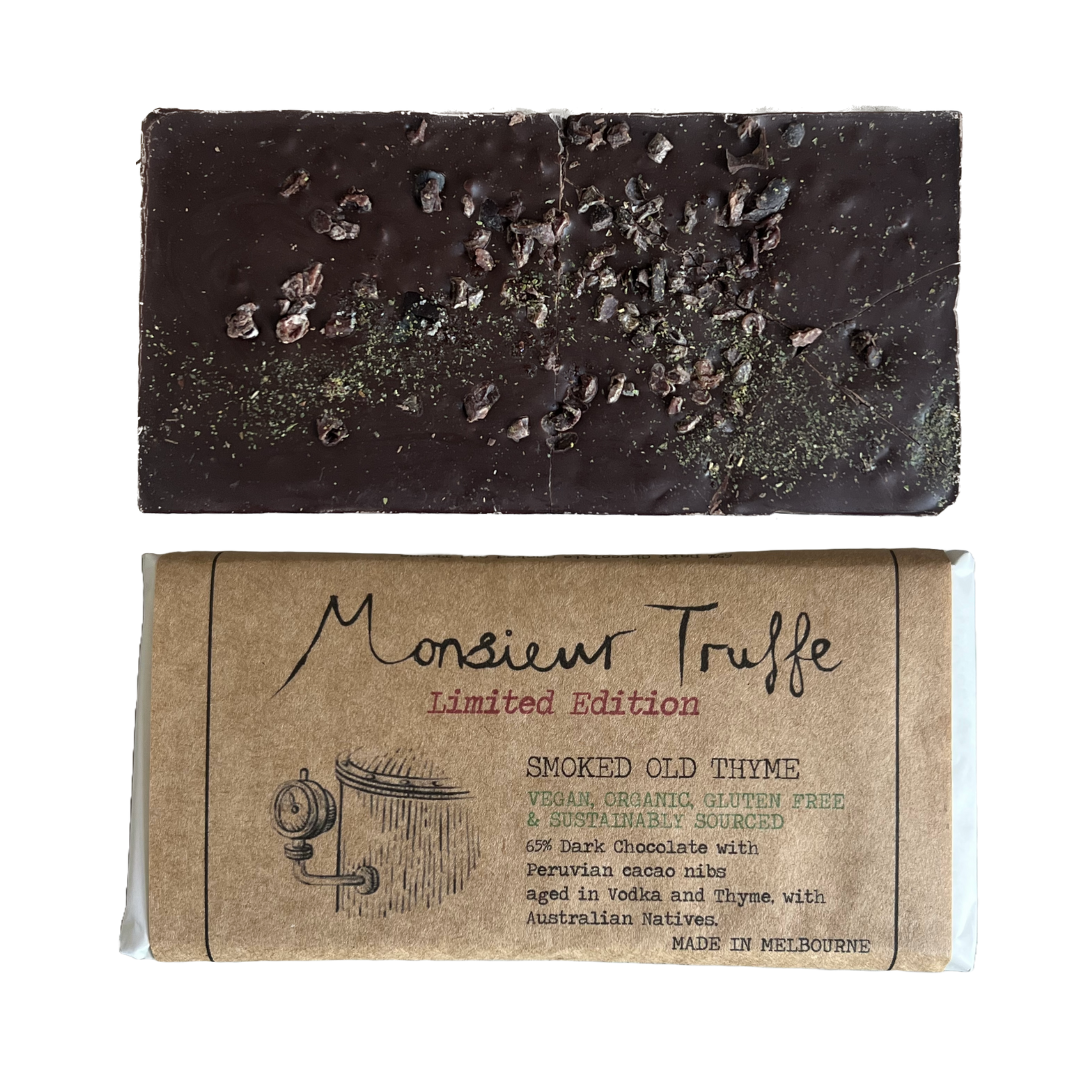 Monsieur Truffe
Limited Edition
SMOKED OLD THYME
VEGAN, ORGANIC, GLUTEN FREE
& SUSTAINABLY SOURCED
65% Dark Chocolate with
Peruvian cacao nibs
aged in Vodka and Thyme, with
Australian Natives.
MADE IN MELBOURNE